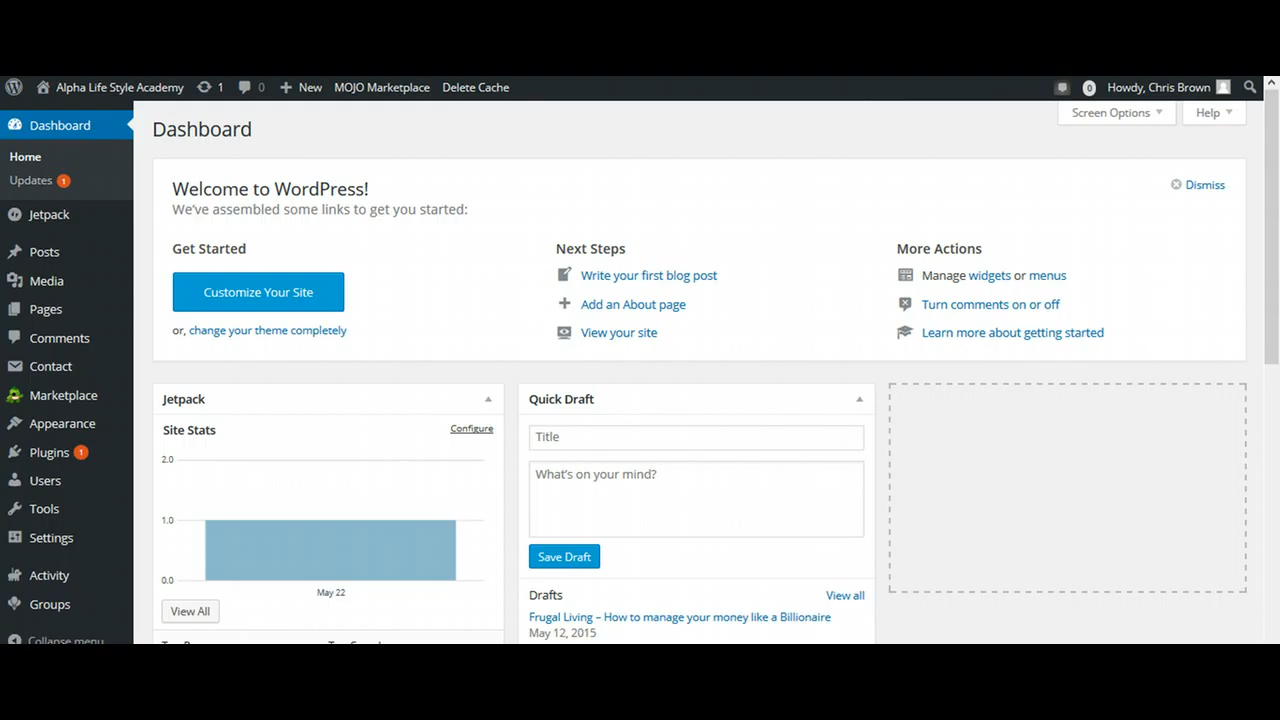 Alpha Life Style Academy 1 0 New MOJO Marketplace Delete Cache 0 Howdy, Chris Brown
Screen Options Help
Dashboard
Home
Updates 1
Jetpack
Posts
Media
Pages
Comments
Contact
Marketplace
Appearance
Plugins 1
Users
Tools
Settings
Activity
Groups
Collapse menu
Dashboard
Welcome to WordPress!
Dismiss
We've assembled some links to get you started:
Get Started
Customize Your Site
or, change your theme completely
Next Steps
Write your first blog post
Add an About page
View your site
More Actions
Manage widgets or menus
Turn comments on or off
Learn more about getting started
Jetpack
Site Stats Configure
2.0
1.0
0.0
May 22
View All
Quick Draft
Title
What's on your mind?
Save Draft
Drafts View all
Frugal Living – How to manage your money like a Billionaire
May 12, 2015